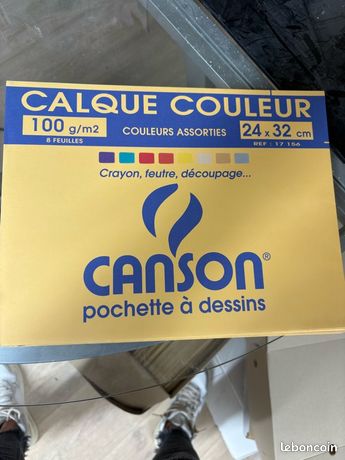 CALQUE COULEUR
100 g/m2
8 FEUILLES
COULEURS ASSORTIES
24 x 32 cm
REF : 17 156
Crayon, feutre, découpage...
CANSON®
pochette à dessins
leboncoin